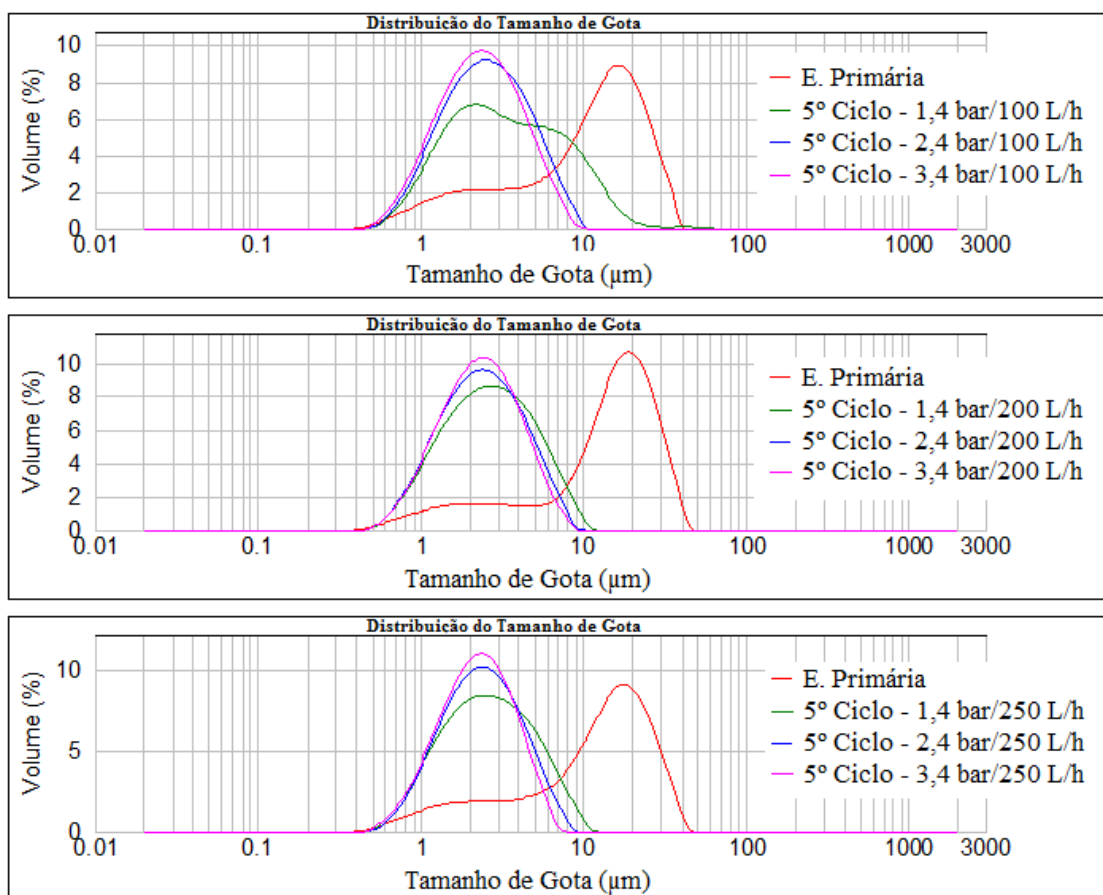 Distribuicão do Tamanho de Gota
10
8
6
4
2
0
Volume (%)
E. Primária
5º Ciclo - 1,4 bar/100 L/h
5º Ciclo - 2,4 bar/100 L/h
5º Ciclo - 3,4 bar/100 L/h
0.01 0.1 1 10 100 1000 3000
Tamanho de Gota (µm)
Distribuicão do Tamanho de Gota
10
8
6
4
2
0
Volume (%)
E. Primária
5º Ciclo - 1,4 bar/200 L/h
5º Ciclo - 2,4 bar/200 L/h
5º Ciclo - 3,4 bar/200 L/h
0.01 0.1 1 10 100 1000 3000
Tamanho de Gota (µm)
Distribuicão do Tamanho de Gota
10
5
0
Volume (%)
E. Primária
5º Ciclo - 1,4 bar/250 L/h
5º Ciclo - 2,4 bar/250 L/h
5º Ciclo - 3,4 bar/250 L/h
0.01 0.1 1 10 100 1000 3000
Tamanho de Gota (µm)